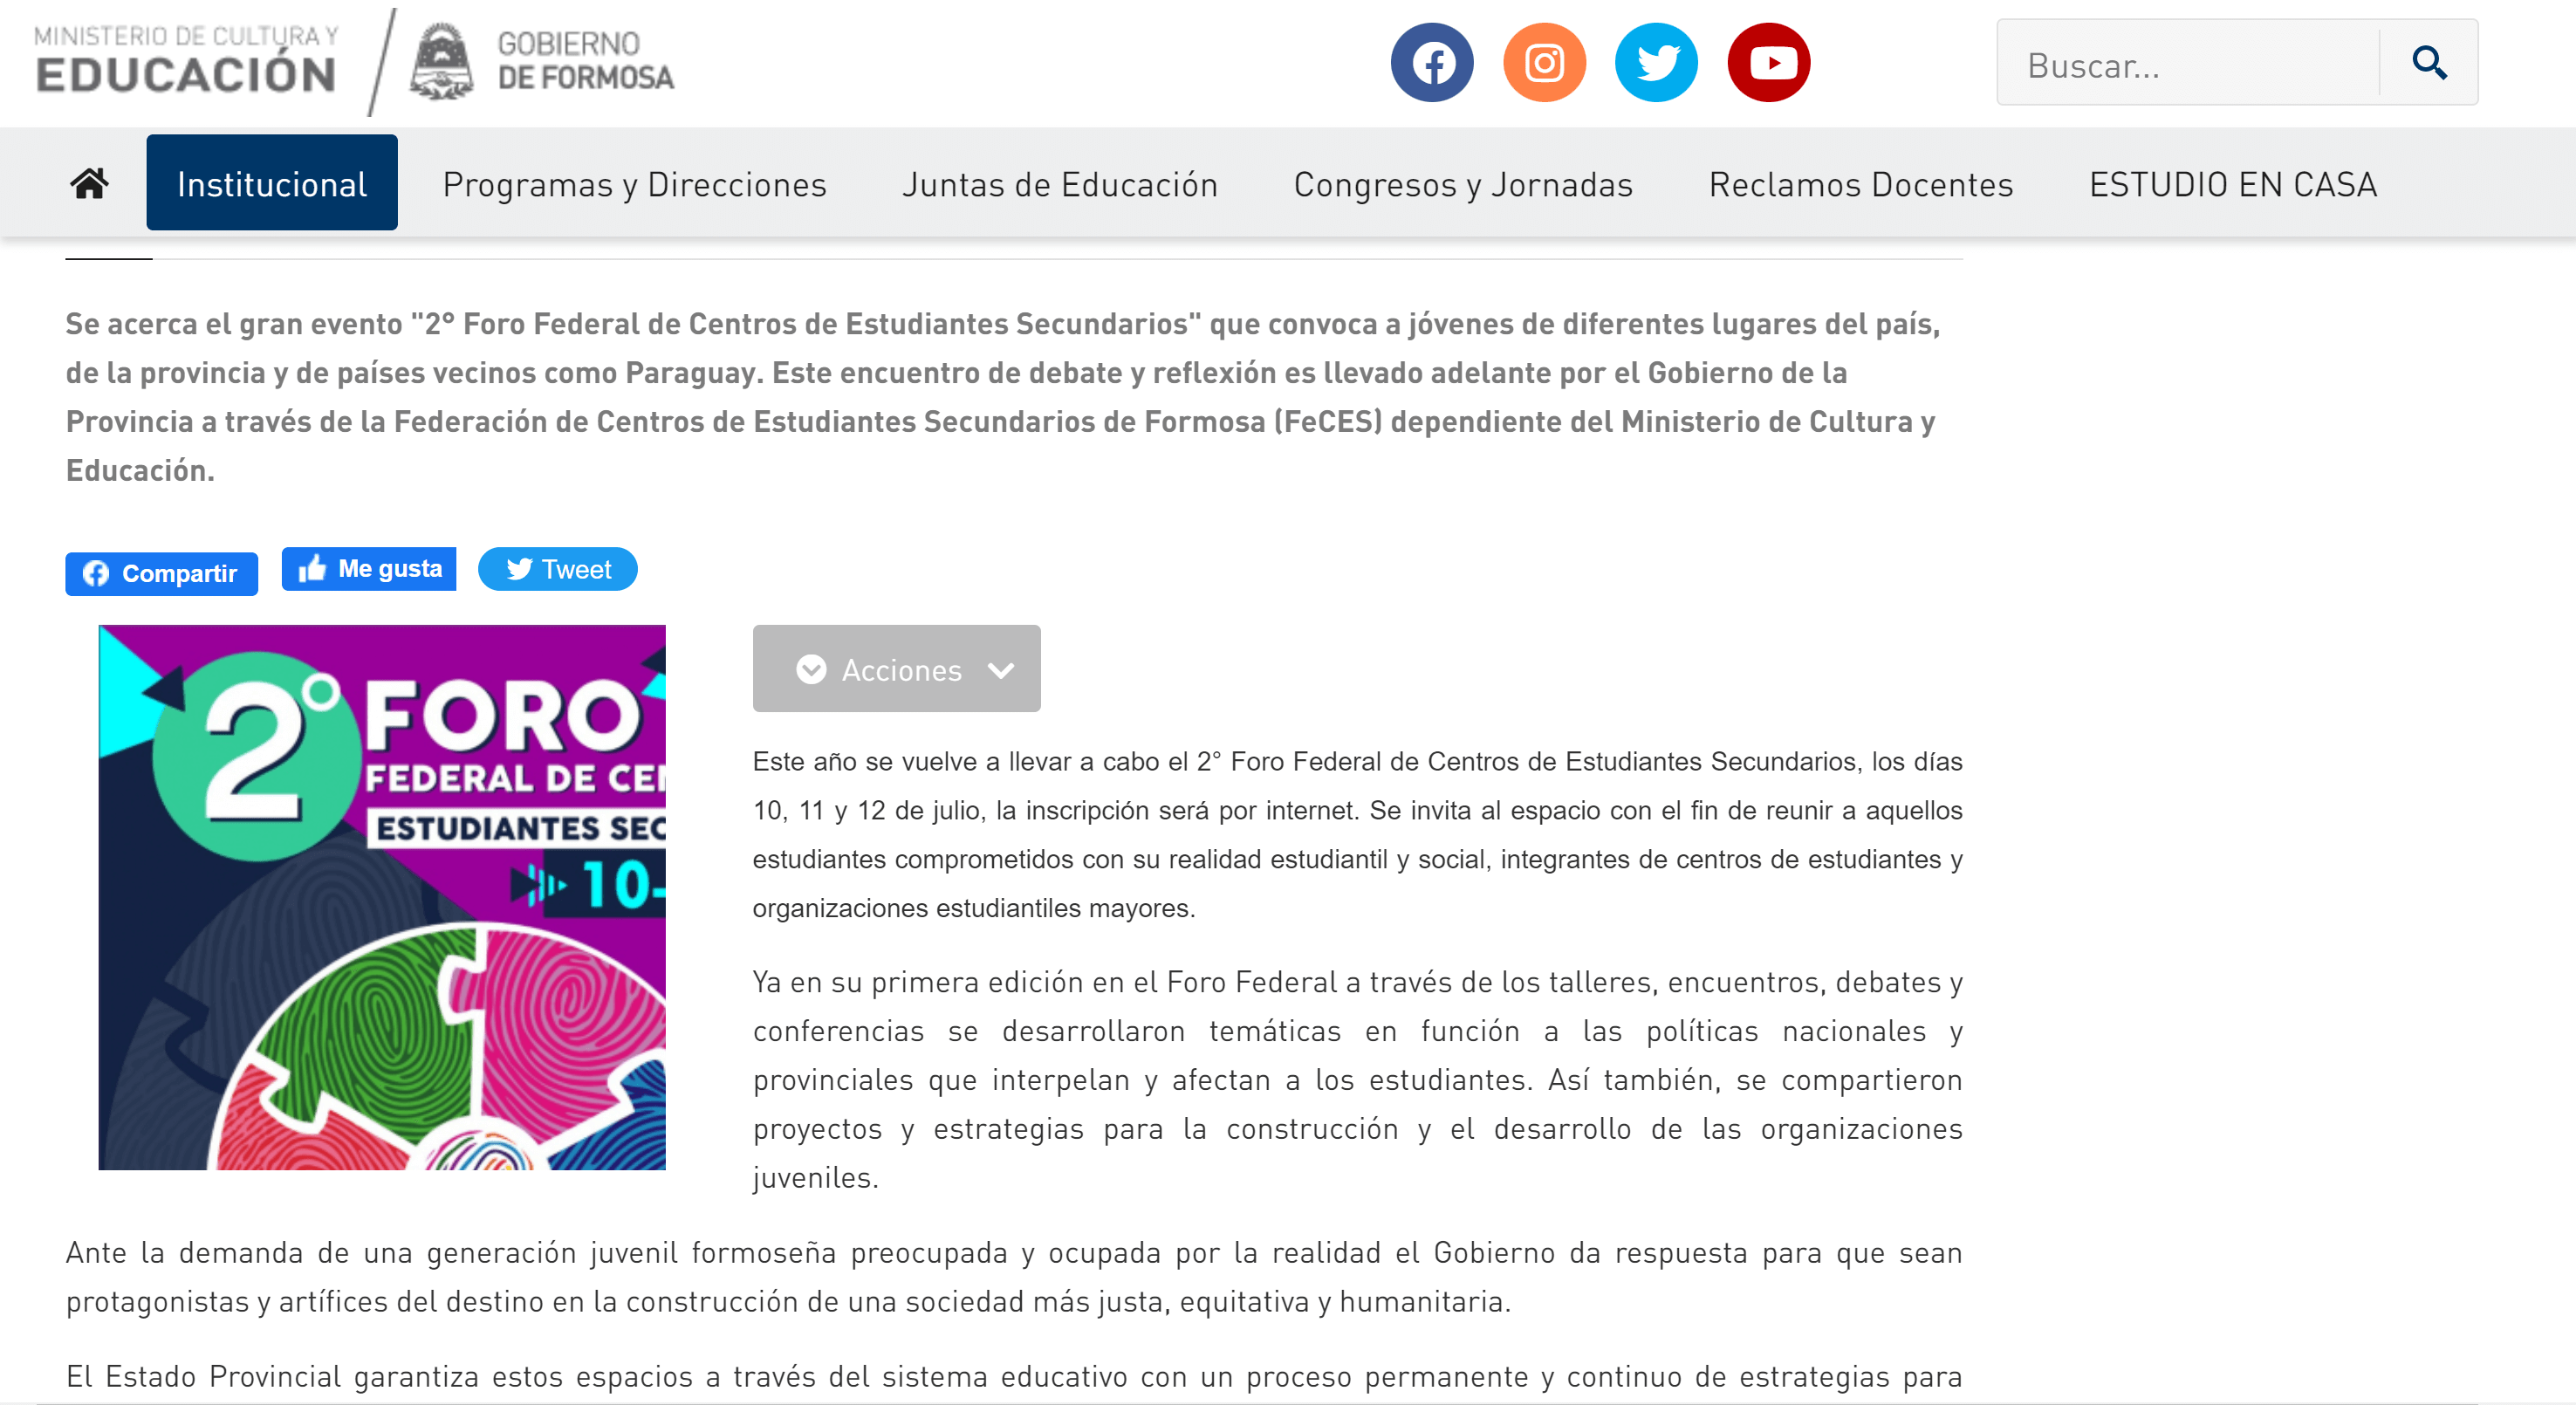 MINISTERIO DE CULTURA Y
EDUCACIÓN
GOBIERNO
DE FORMOSA
Buscar...
Institucional
Programas y Direcciones
Juntas de Educación
Congresos y Jornadas
Reclamos Docentes
ESTUDIO EN CASA
Se acerca el gran evento "2° Foro Federal de Centros de Estudiantes Secundarios" que convoca a jóvenes de diferentes lugares del país,
de la provincia y de países vecinos como Paraguay. Este encuentro de debate y reflexión es llevado adelante por el Gobierno de la
Provincia a través de la Federación de Centros de Estudiantes Secundarios de Formosa (FeCES) dependiente del Ministerio de Cultura y
Educación.
Compartir
Me gusta
Tweet
2° FORO
FEDERAL DE CEN
ESTUDIANTES SEC
10-
Acciones
Este año se vuelve a llevar a cabo el 2° Foro Federal de Centros de Estudiantes Secundarios, los días
10, 11 y 12 de julio, la inscripción será por internet. Se invita al espacio con el fin de reunir a aquellos
estudiantes comprometidos con su realidad estudiantil y social, integrantes de centros de estudiantes y
organizaciones estudiantiles mayores.
Ya en su primera edición en el Foro Federal a través de los talleres, encuentros, debates y
conferencias se desarrollaron temáticas en función a las políticas nacionales y
provinciales que interpelan y afectan a los estudiantes. Así también, se compartieron
proyectos y estrategias para la construcción y el desarrollo de las organizaciones
juveniles.
Ante la demanda de una generación juvenil formoseña preocupada y ocupada por la realidad el Gobierno da respuesta para que sean
protagonistas y artífices del destino en la construcción de una sociedad más justa, equitativa y humanitaria.
El Estado Provincial garantiza estos espacios a través del sistema educativo con un proceso permanente y continuo de estrategias para